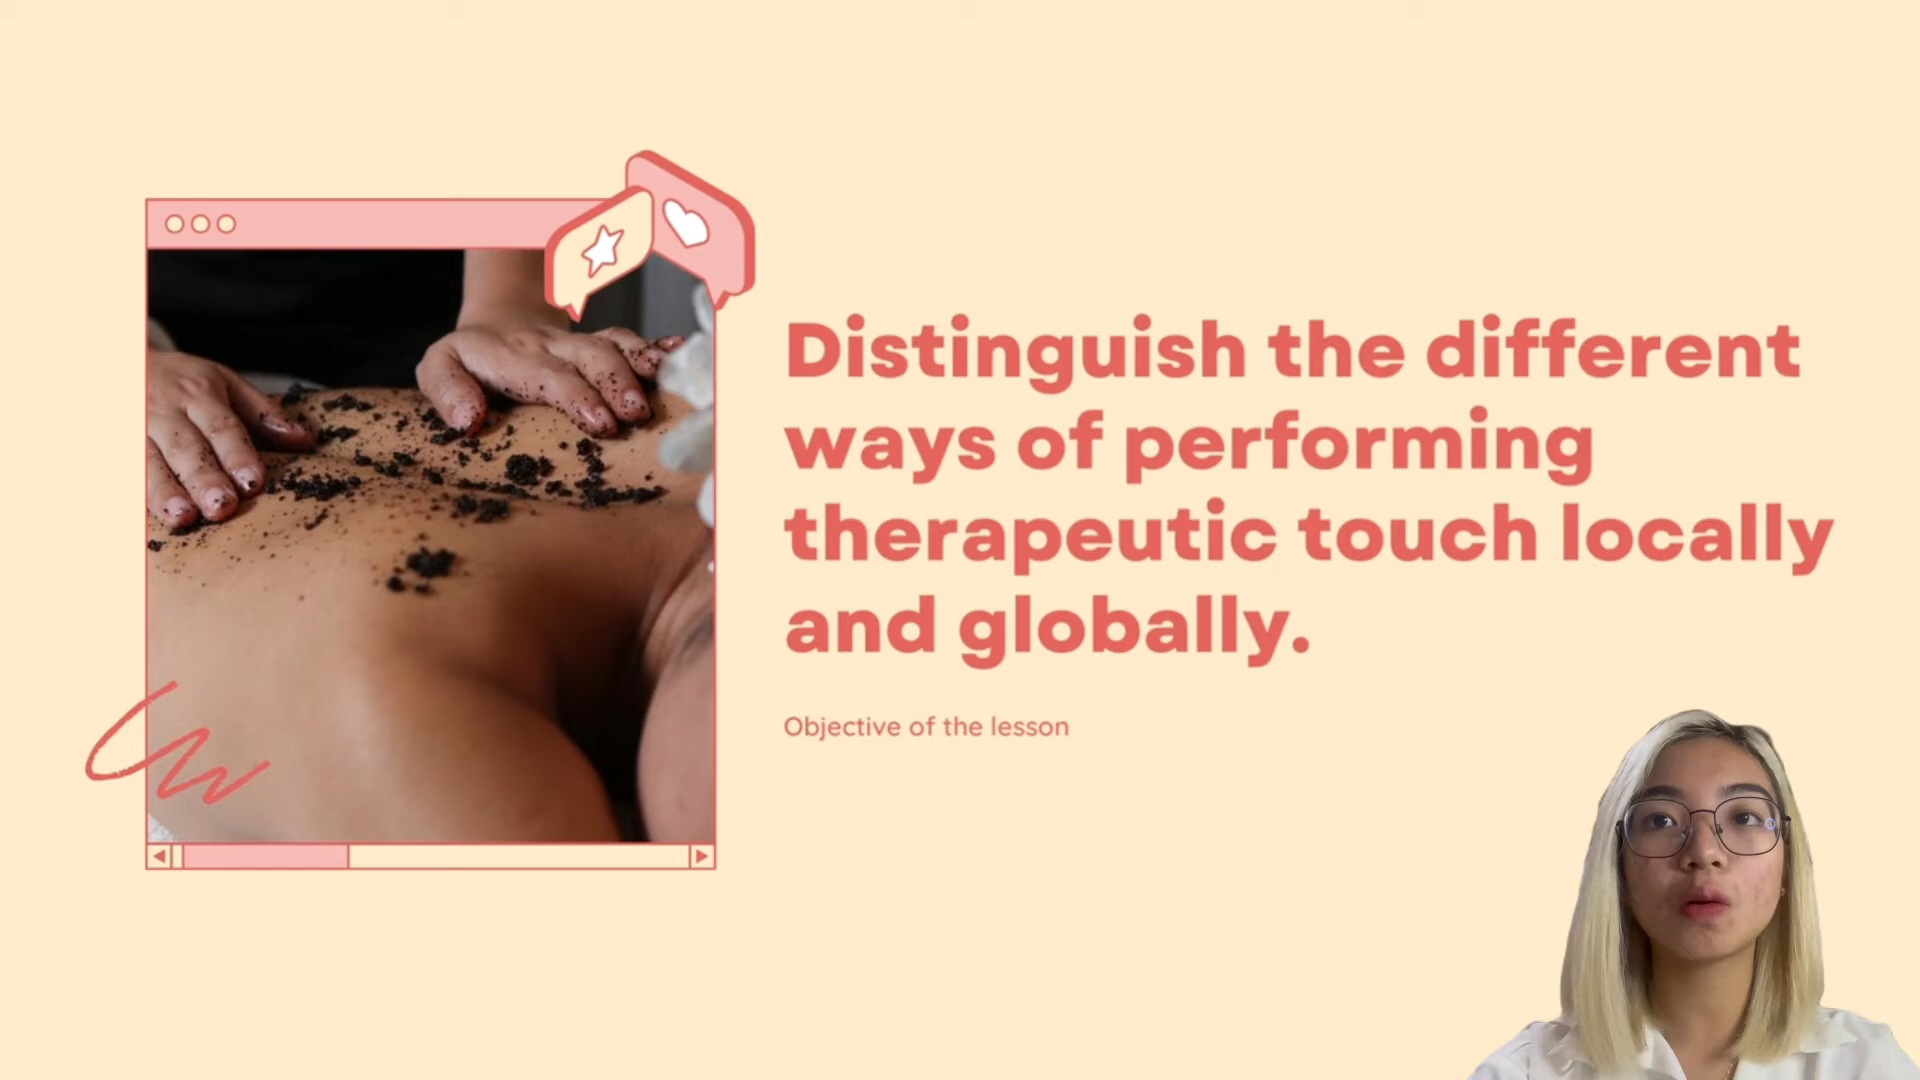 Distinguish the different
ways of performing
therapeutic touch locally
and globally.
Objective of the lesson